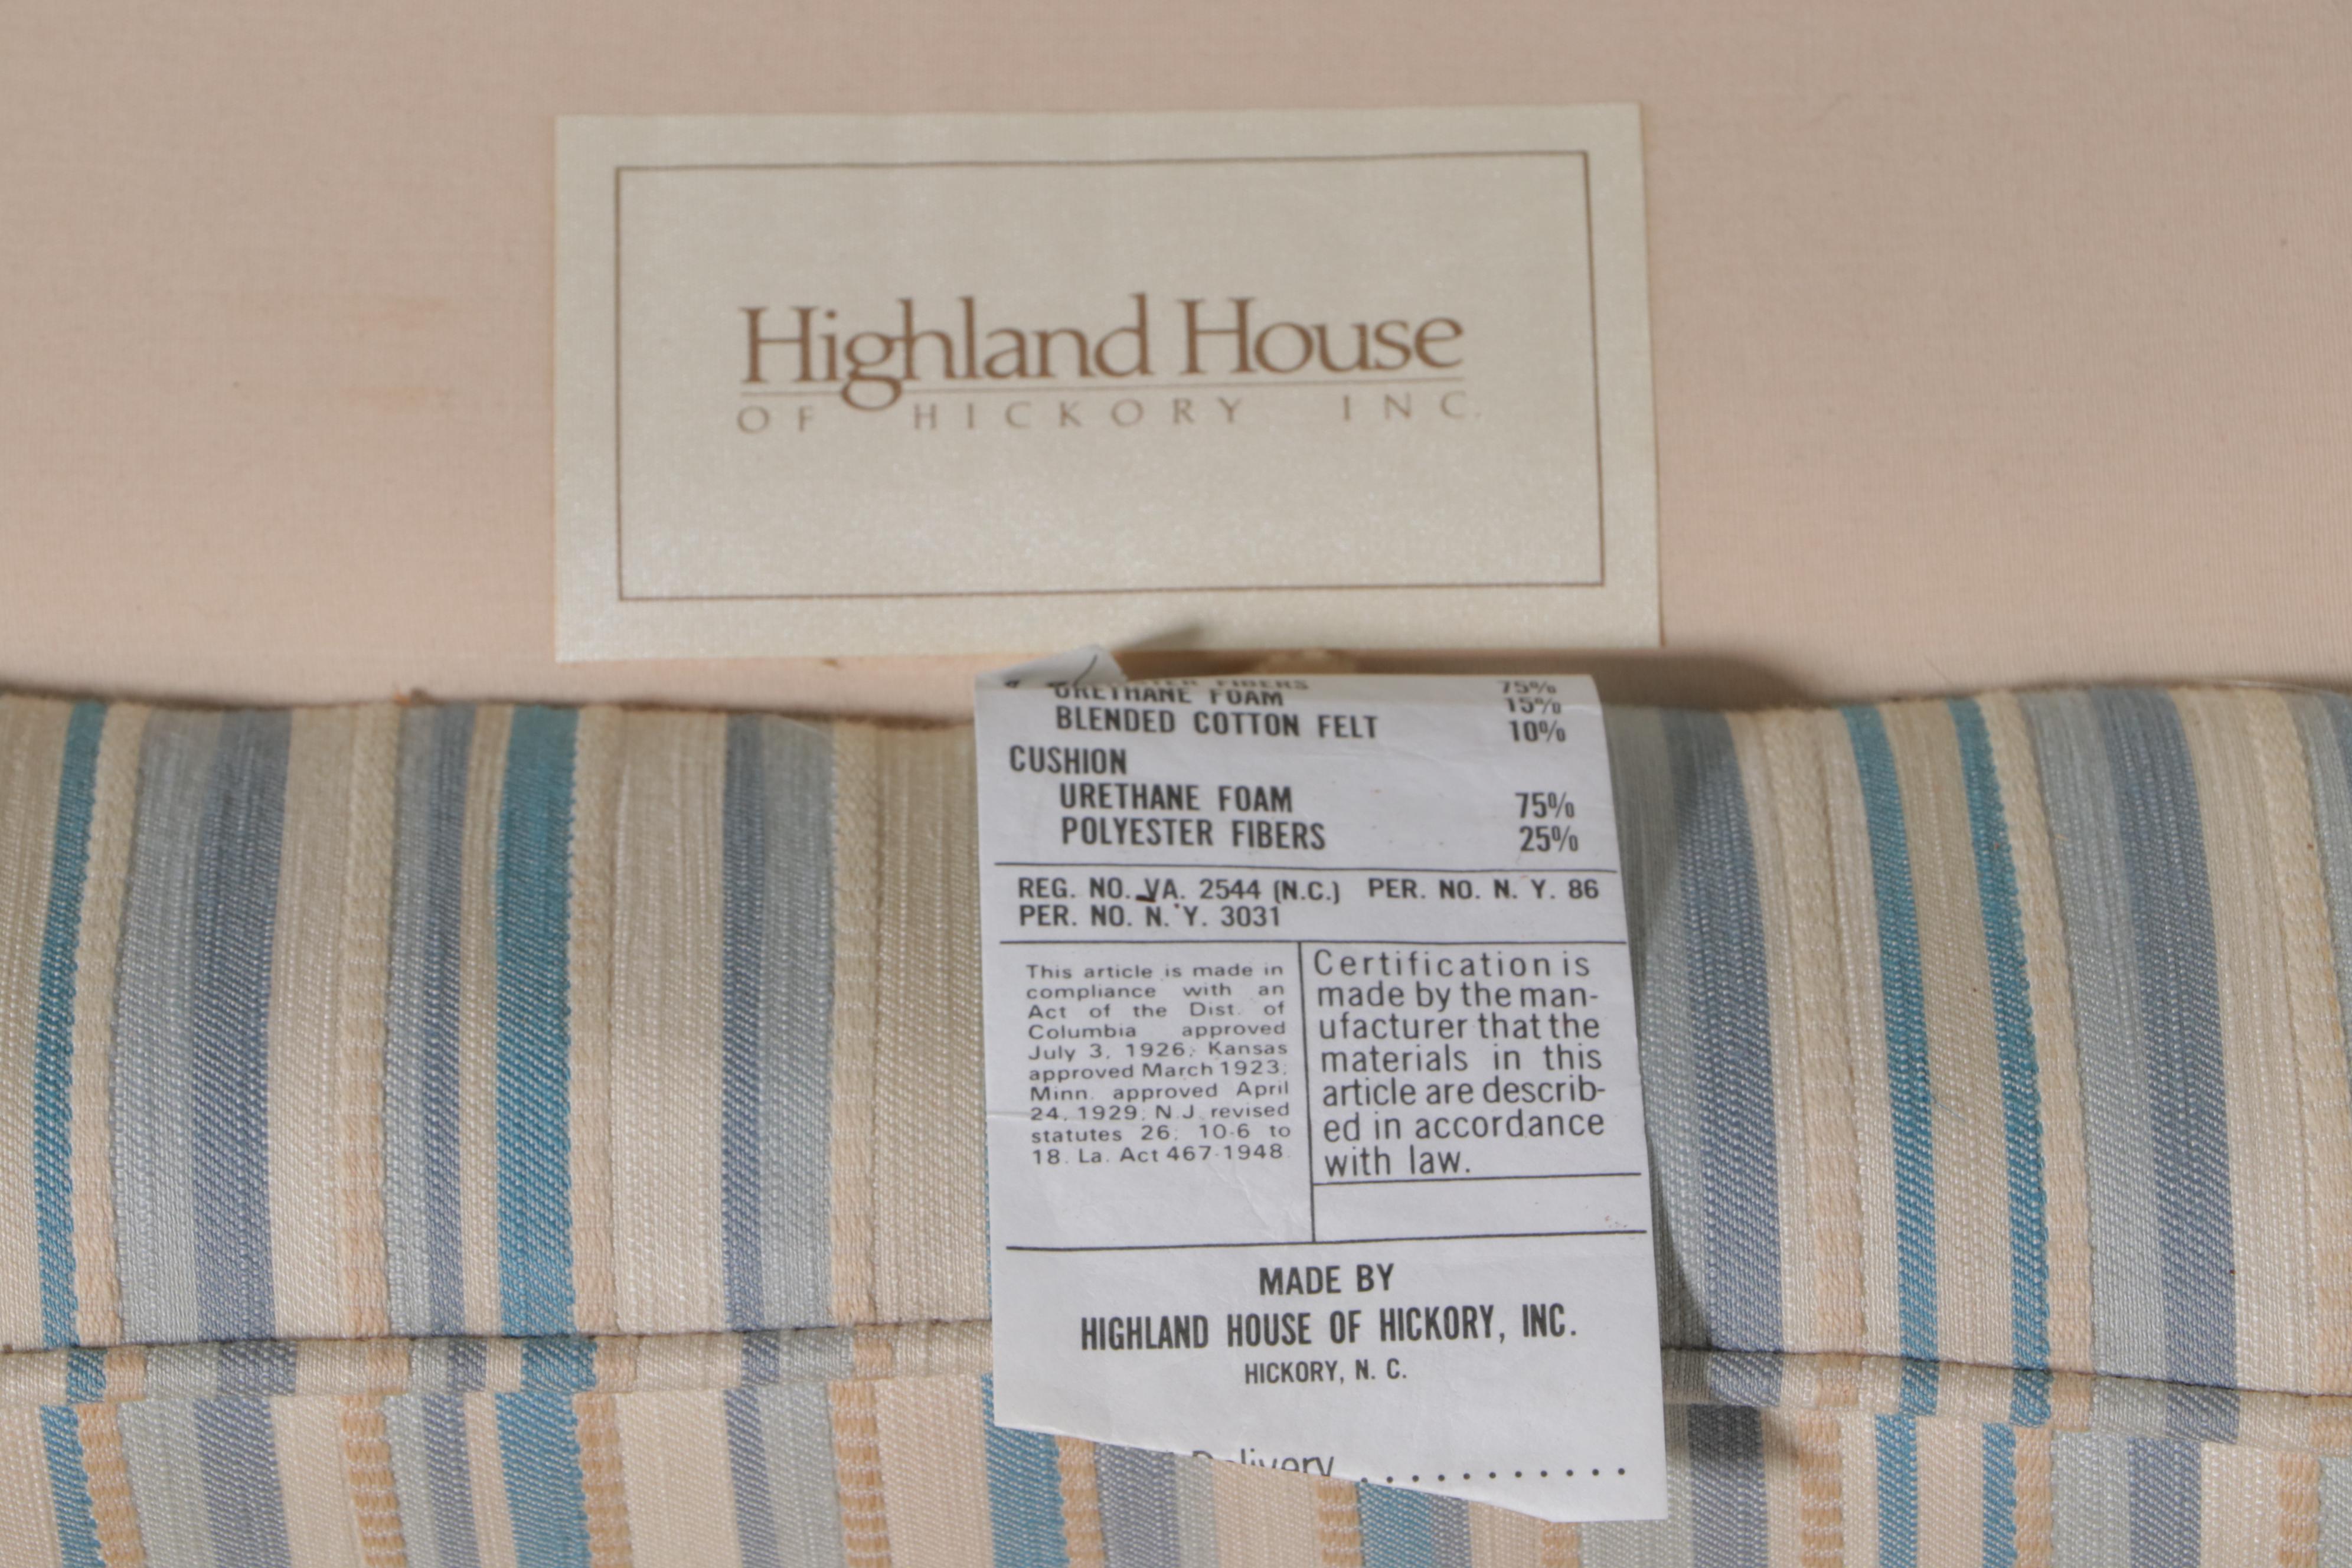 Highland House
OF HICKORY INC.
FIBERS 75%
URETHANE FOAM 15%
BLENDED COTTON FELT 10%
CUSHION
URETHANE FOAM 75%
POLYESTER FIBERS 25%
REG. NO. VA. 2544 (N.C.) PER. NO. N. Y. 86
PER. NO. N. Y. 3031
This article is made in
compliance with an
Act of the Dist. of
Columbia approved
July 3, 1926; Kansas
approved March 1923;
Minn. approved April
24, 1929; N.J. revised
statutes 26; 10-6 to
18. La. Act 467-1948.
Certification is
made by the man-
ufacturer that the
materials in this
article are describ-
ed in accordance
with law.
MADE BY
HIGHLAND HOUSE OF HICKORY, INC.
HICKORY, N. C.
Delivery . . . . . . . . . . . .